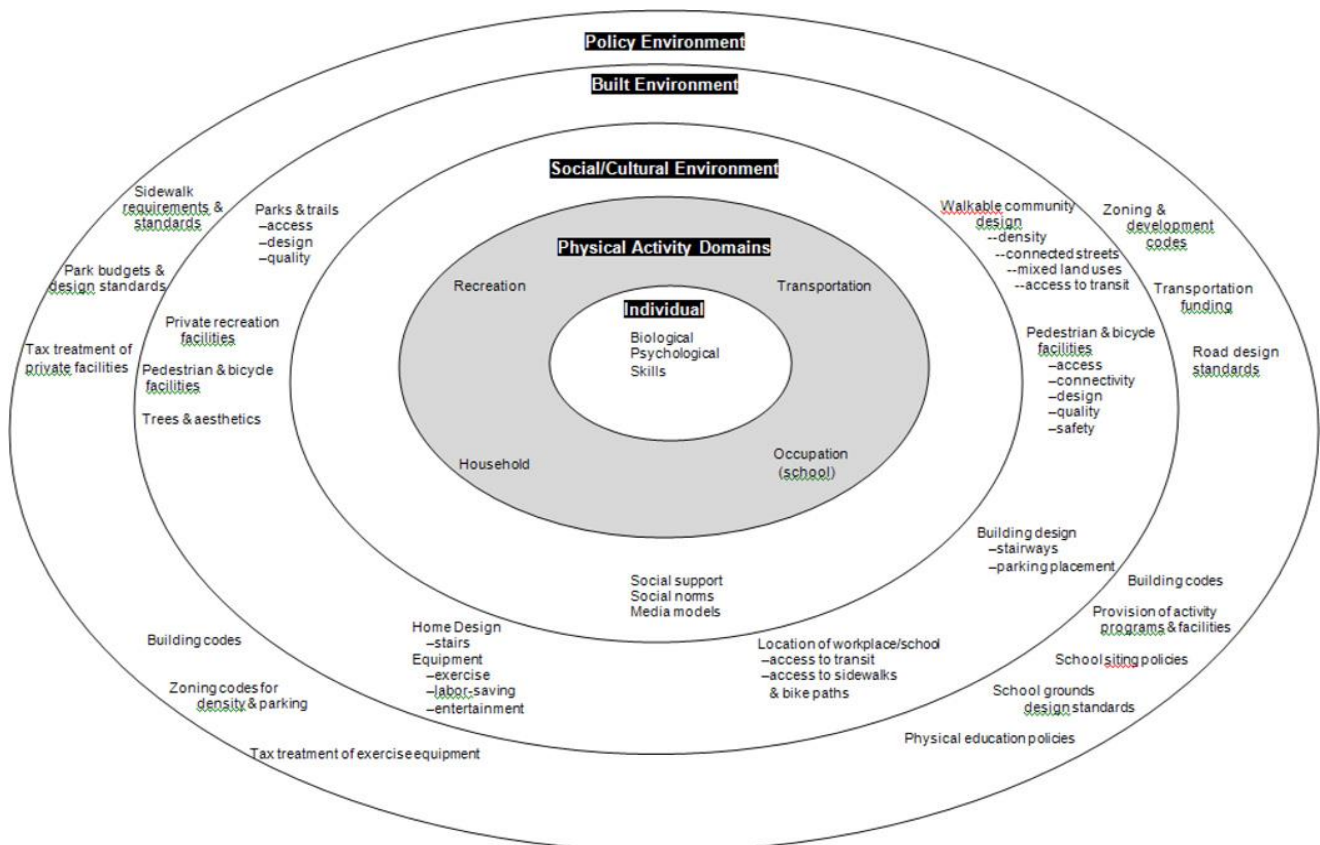 Policy Environment
Built Environment
Social/Cultural Environment
Physical Activity Domains
Individual
Biological
Psychological
Skills
Recreation
Transportation
Household
Occupation
(school)
Social support
Social norms
Media models
Parks & trails
–access
–design
–quality
Private recreation
facilities
Pedestrian & bicycle
facilities
Trees & aesthetics
Walkable community
design
--density
--connected streets
--mixed land uses
--access to transit
Pedestrian & bicycle
facilities
–access
–connectivity
–design
–quality
–safety
Building design
–stairways
–parking placement
Home Design
–stairs
Equipment
–exercise
–labor-saving
–entertainment
Location of workplace/school
–access to transit
–access to sidewalks
& bike paths
Sidewalk
requirements &
standards
Park budgets &
design standards
Tax treatment of
private facilities
Zoning &
development
codes
Transportation
funding
Road design
standards
Building codes
Zoning codes for
density & parking
Tax treatment of exercise equipment
Building codes
Provision of activity
programs & facilities
School siting policies
School grounds
design standards
Physical education policies